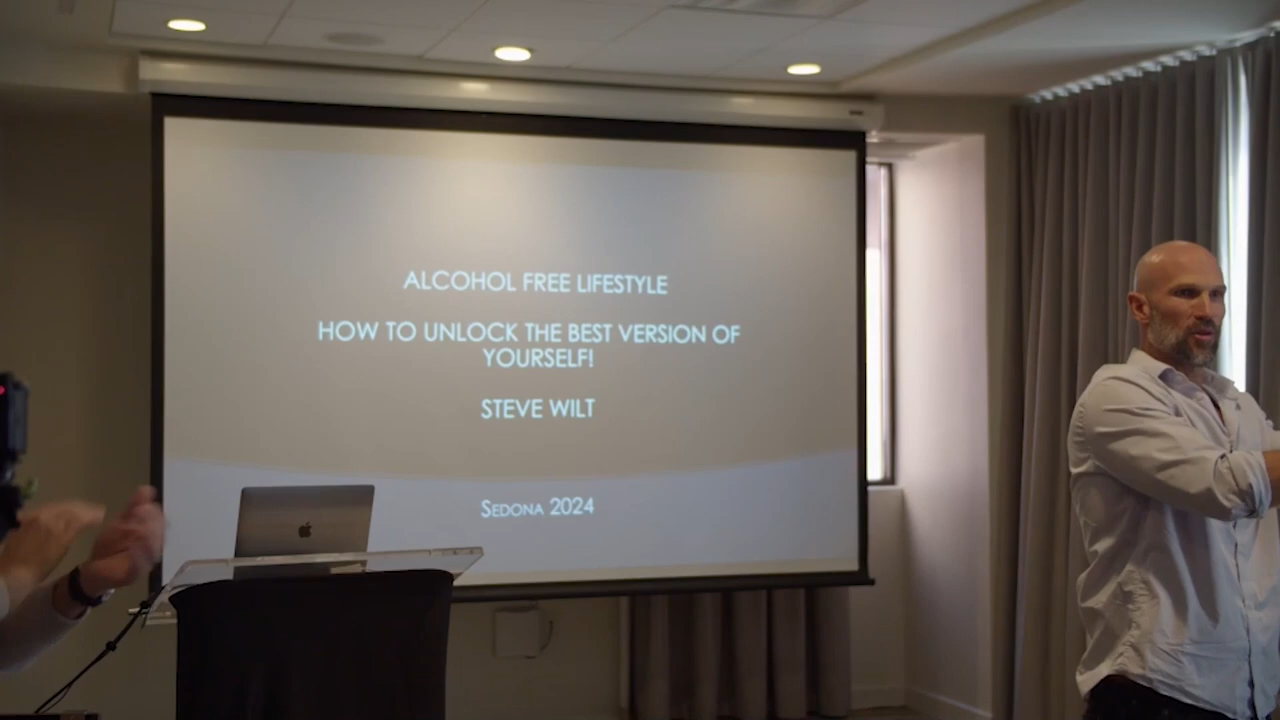 ALCOHOL FREE LIFESTYLE
HOW TO UNLOCK THE BEST VERSION OF
YOURSELF!
STEVE WILT
SEDONA 2024